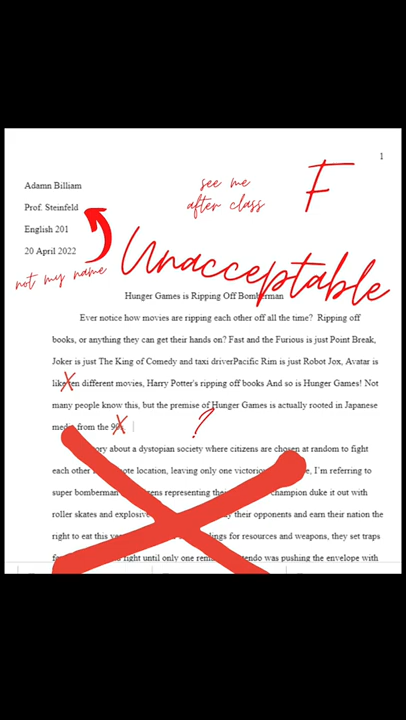 1
see me
after class
F
Adamn Billiam
Prof. Steinfeld
English 201
20 April 2022
not my name
Unacceptable
Hunger Games is Ripping Off Bomberman
Ever notice how movies are ripping each other off all the time? Ripping off
books, or anything they can get their hands on? Fast and the Furious is just Point Break,
Joker is just The King of Comedy and taxi driverPacific Rim is just Robot Jox, Avatar is
like ten different movies, Harry Potter's ripping off books And so is Hunger Games! Not
many people know this, but the premise of Hunger Games is actually rooted in Japanese
media from the
?
ory about a dystopian society where citizens are chosen at random to fight
each other ote location, leaving only one I'm referring to
super bomberman representing champion duke it out with
roller skates and their opponents and earn their nation the
right to eat this for resources and weapons, they set traps
fight until only one was pushing the envelope with